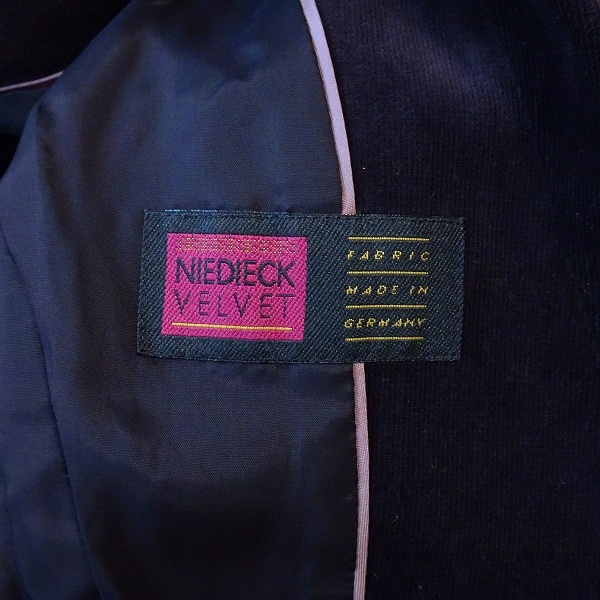 NIEDIECK
VELVET
FABRIC
MADE IN
GERMANY